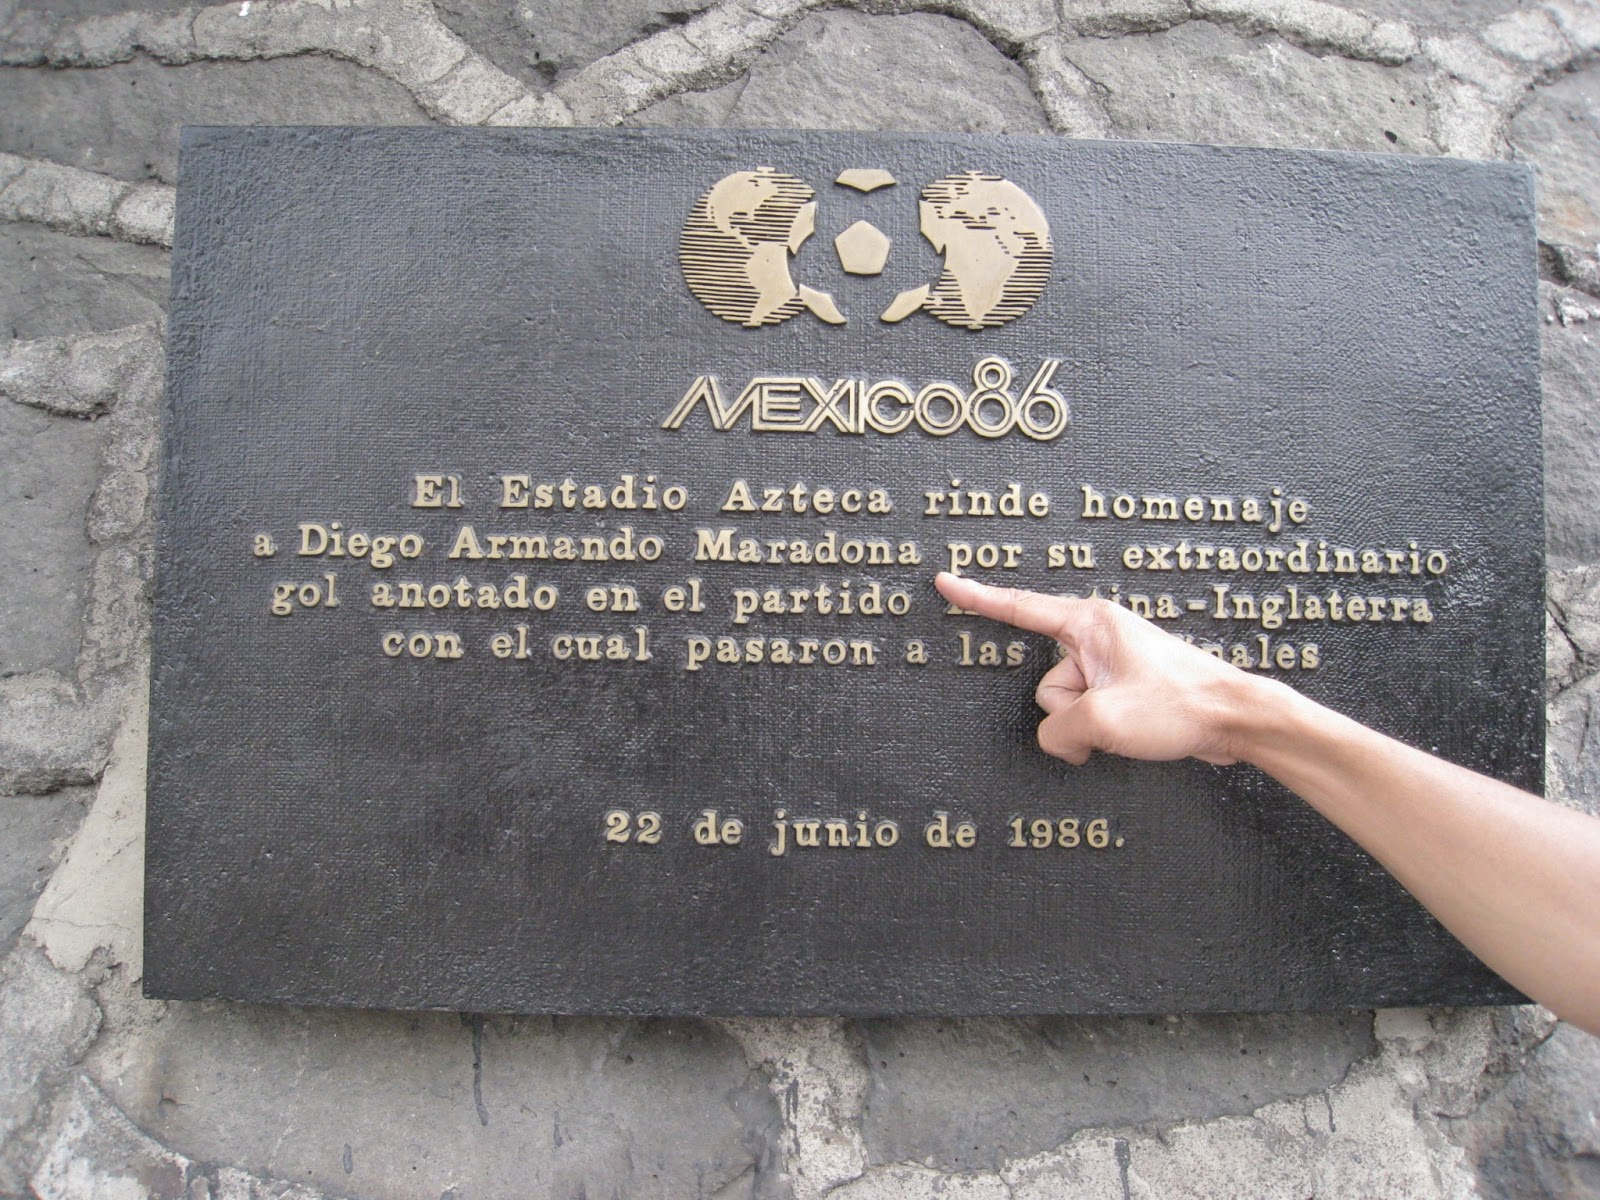 MEXICO86
El Estadio Azteca rinde homenaje
a Diego Armando Maradona por su extraordinario
gol anotado en el partido -Inglaterra
con el cual pasaron a las
22 de junio de 1986.